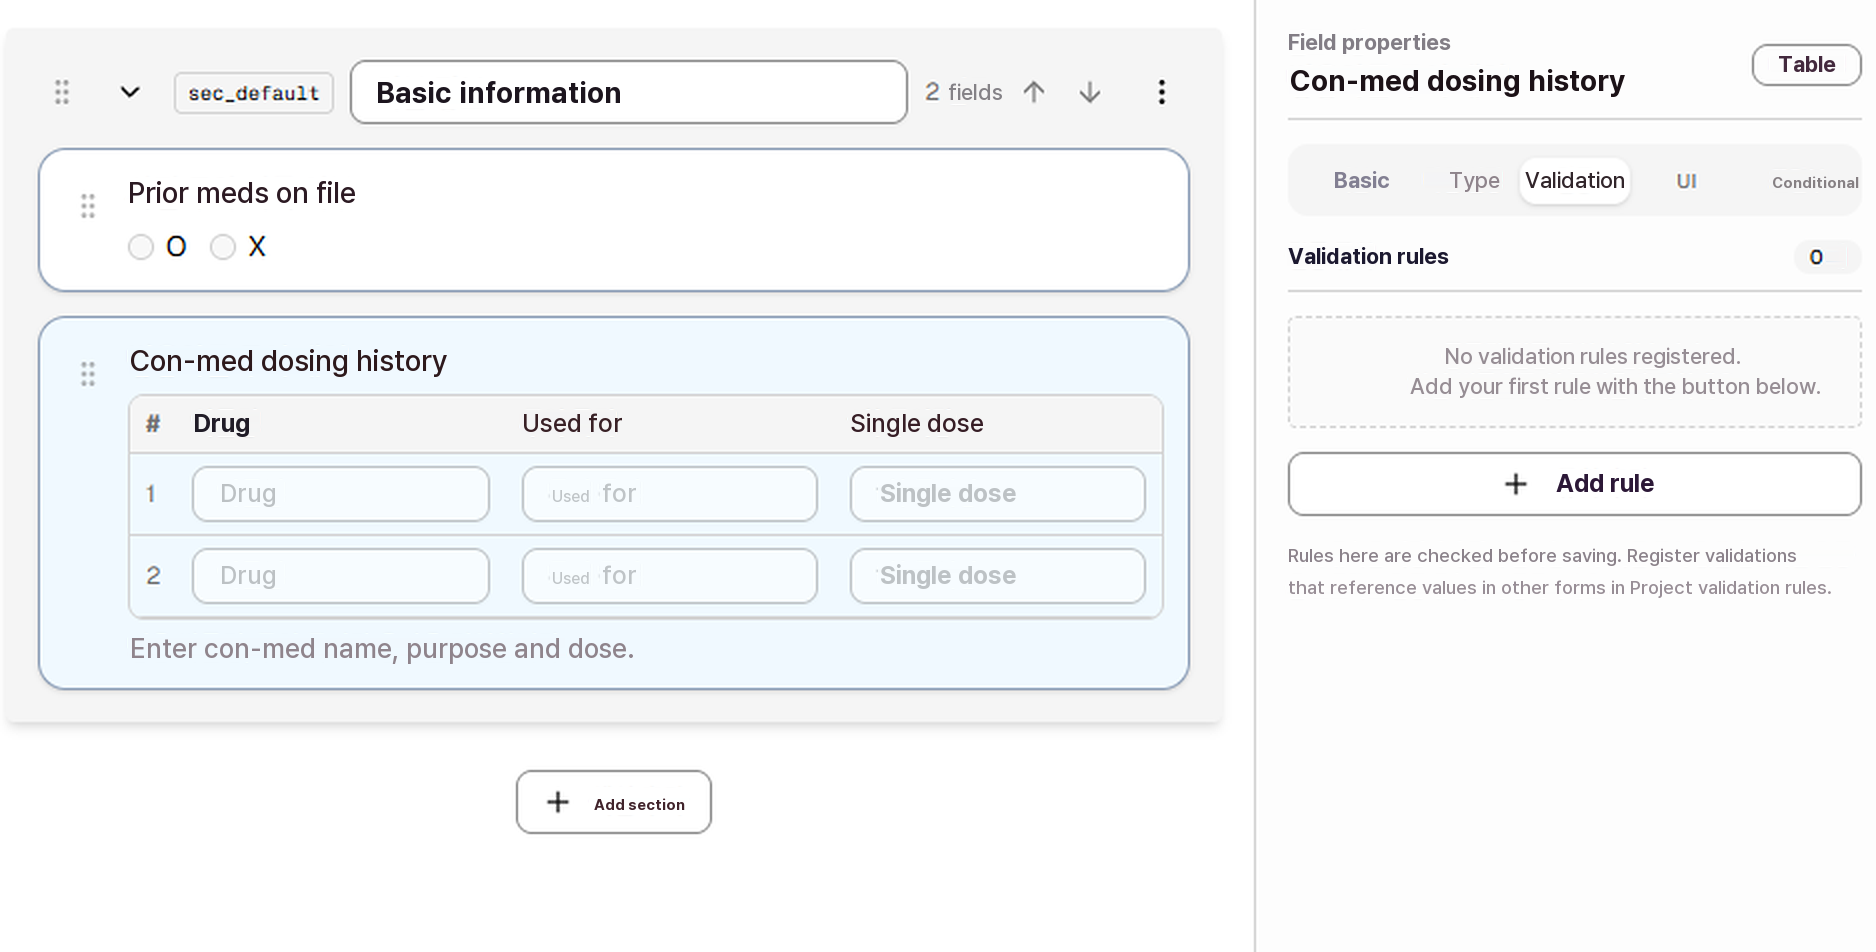 sec_default
Basic information
2 fields
Prior meds on file
O X
Con-med dosing history
# Drug Used for Single dose
1 Drug Used for Single dose
2 Drug Used for Single dose
Enter con-med name, purpose and dose.
Add section
Field properties
Con-med dosing history
Table
Basic Type Validation UI Conditional
Validation rules 0
No validation rules registered.
Add your first rule with the button below.
Add rule
Rules here are checked before saving. Register validations
that reference values in other forms in Project validation rules.